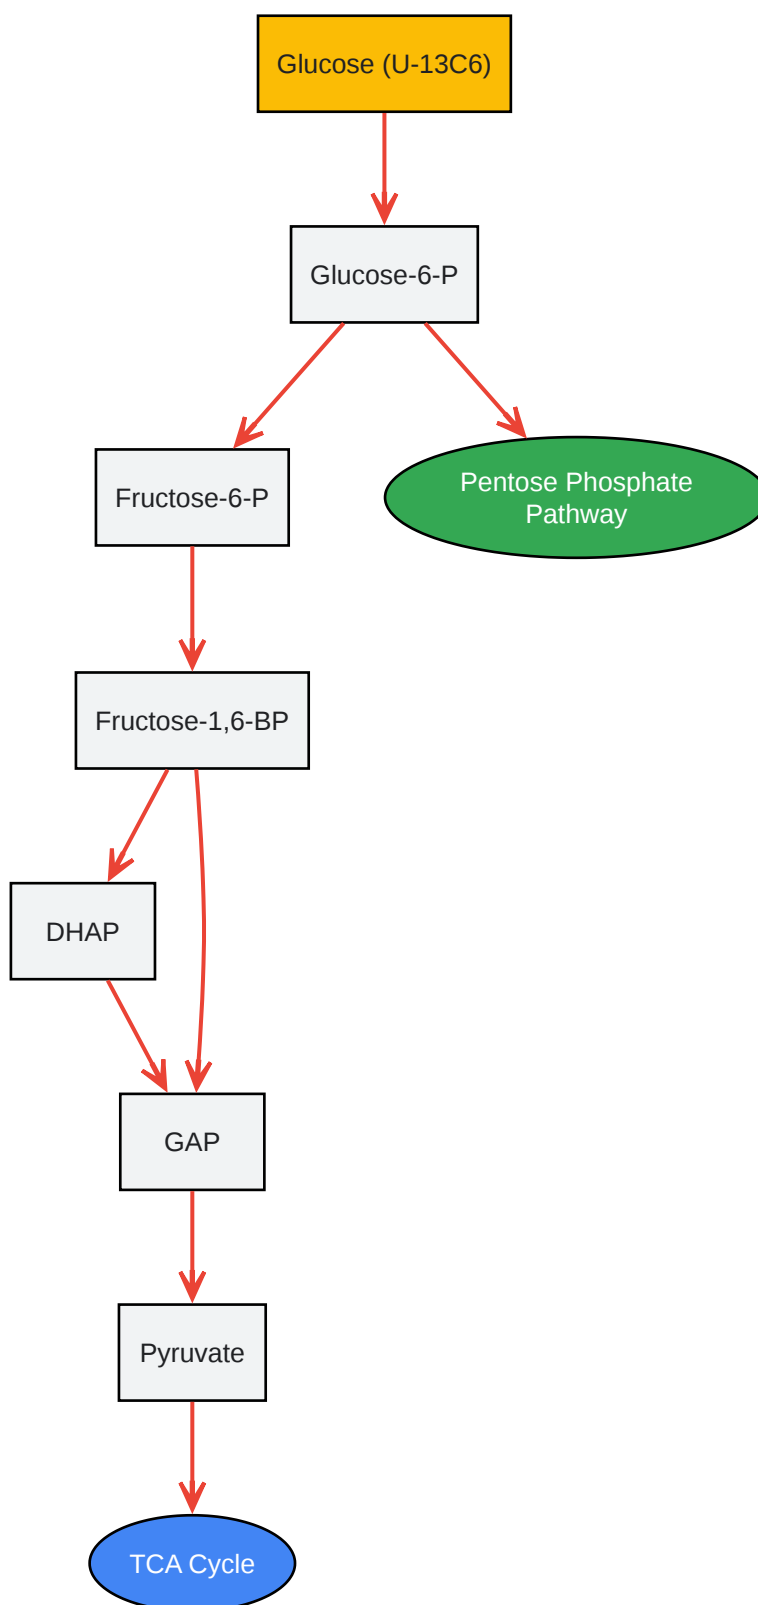 Glucose (U-13C6)
Glucose-6-P
Fructose-6-P
Pentose Phosphate
Pathway
Fructose-1,6-BP
DHAP
GAP
Pyruvate
TCA Cycle